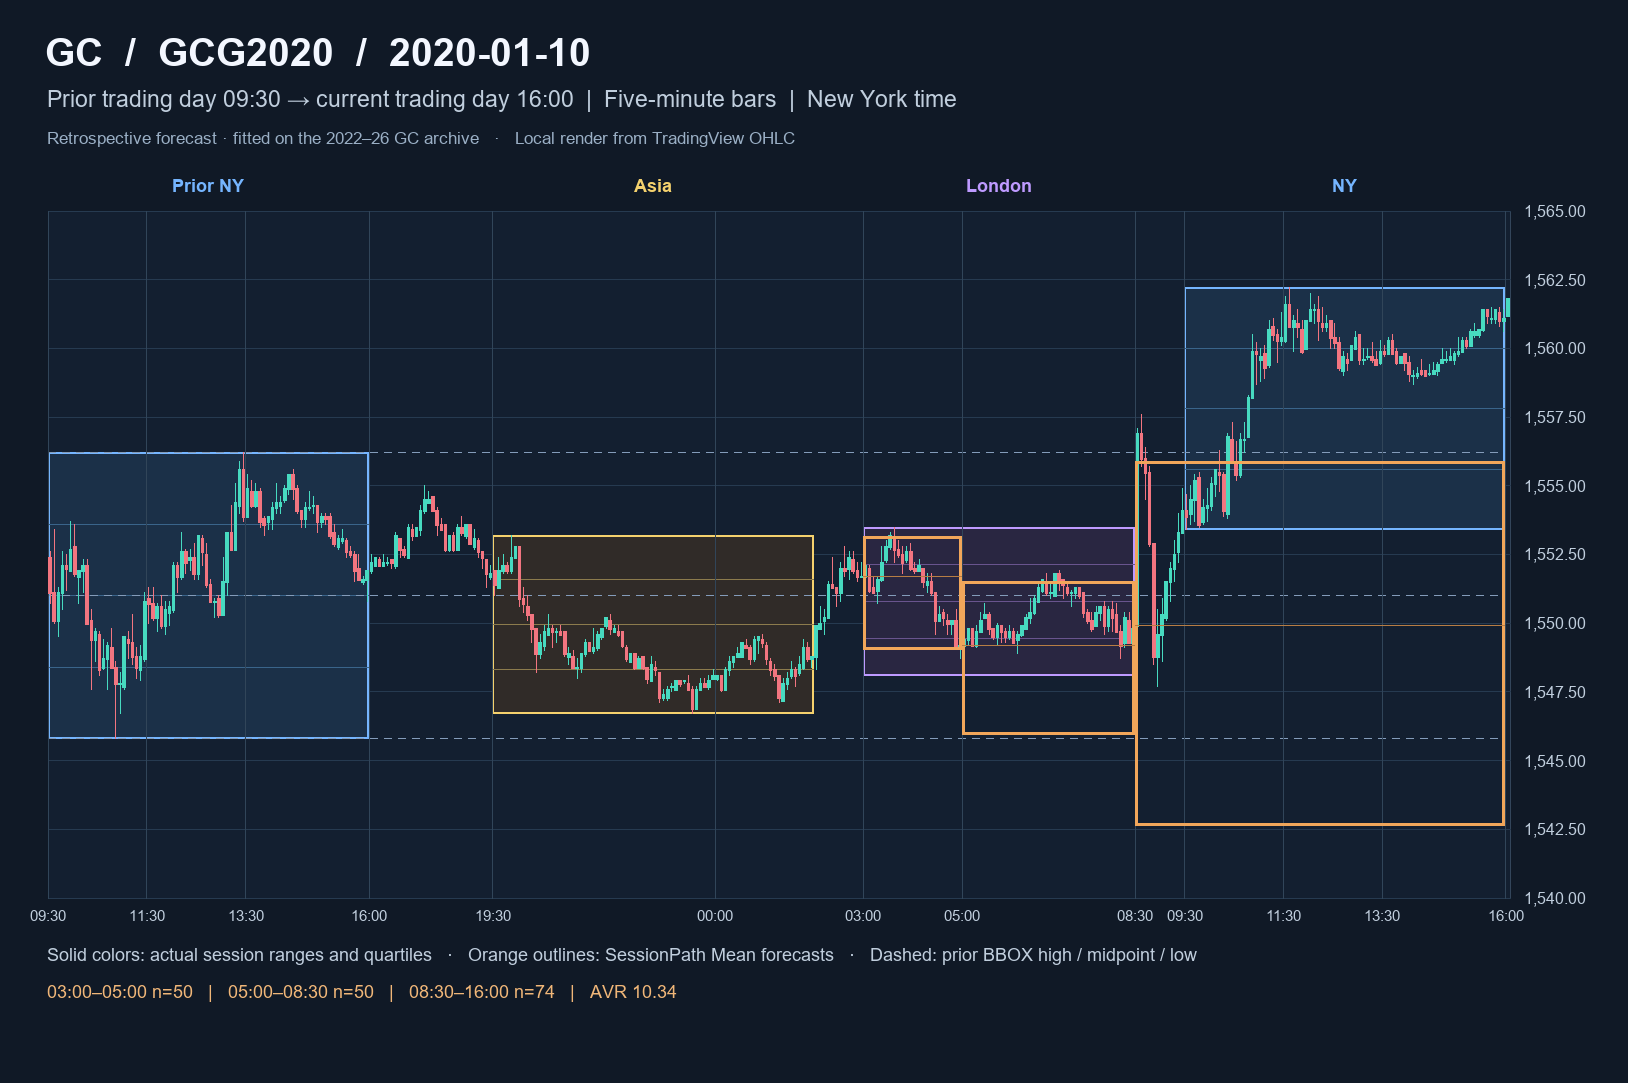 GC / GCG2020 / 2020-01-10
Prior trading day 09:30 → current trading day 16:00 | Five-minute bars | New York time
Retrospective forecast · fitted on the 2022–26 GC archive · Local render from TradingView OHLC
Prior NY Asia London NY
1,565.00
1,562.50
1,560.00
1,557.50
1,555.00
1,552.50
1,550.00
1,547.50
1,545.00
1,542.50
1,540.00
09:30 11:30 13:30 16:00 19:30 00:00 03:00 05:00 08:30 09:30 11:30 13:30 16:00
Solid colors: actual session ranges and quartiles · Orange outlines: SessionPath Mean forecasts · Dashed: prior BBOX high / midpoint / low
03:00–05:00 n=50 | 05:00–08:30 n=50 | 08:30–16:00 n=74 | AVR 10.34